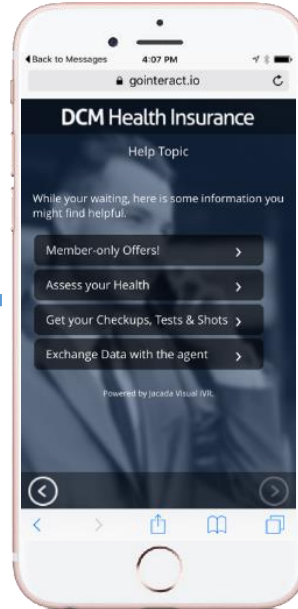 Back to Messages 4:07 PM
gointeract.io
DCM Health Insurance
Help Topic
While your waiting, here is some information you
might find helpful.
Member-only Offers!
Assess your Health
Get your Checkups, Tests & Shots
Exchange Data with the agent
Powered by Jacada Visual IVR.